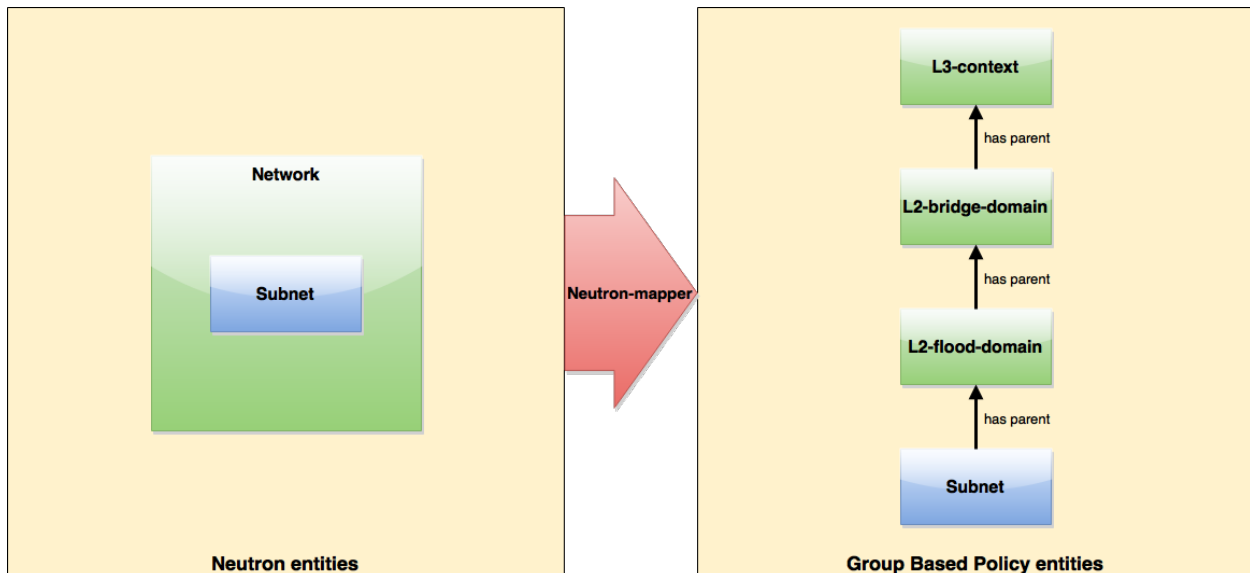 Network
Subnet
Neutron entities
Neutron-mapper
L3-context
has parent
L2-bridge-domain
has parent
L2-flood-domain
has parent
Subnet
Group Based Policy entities